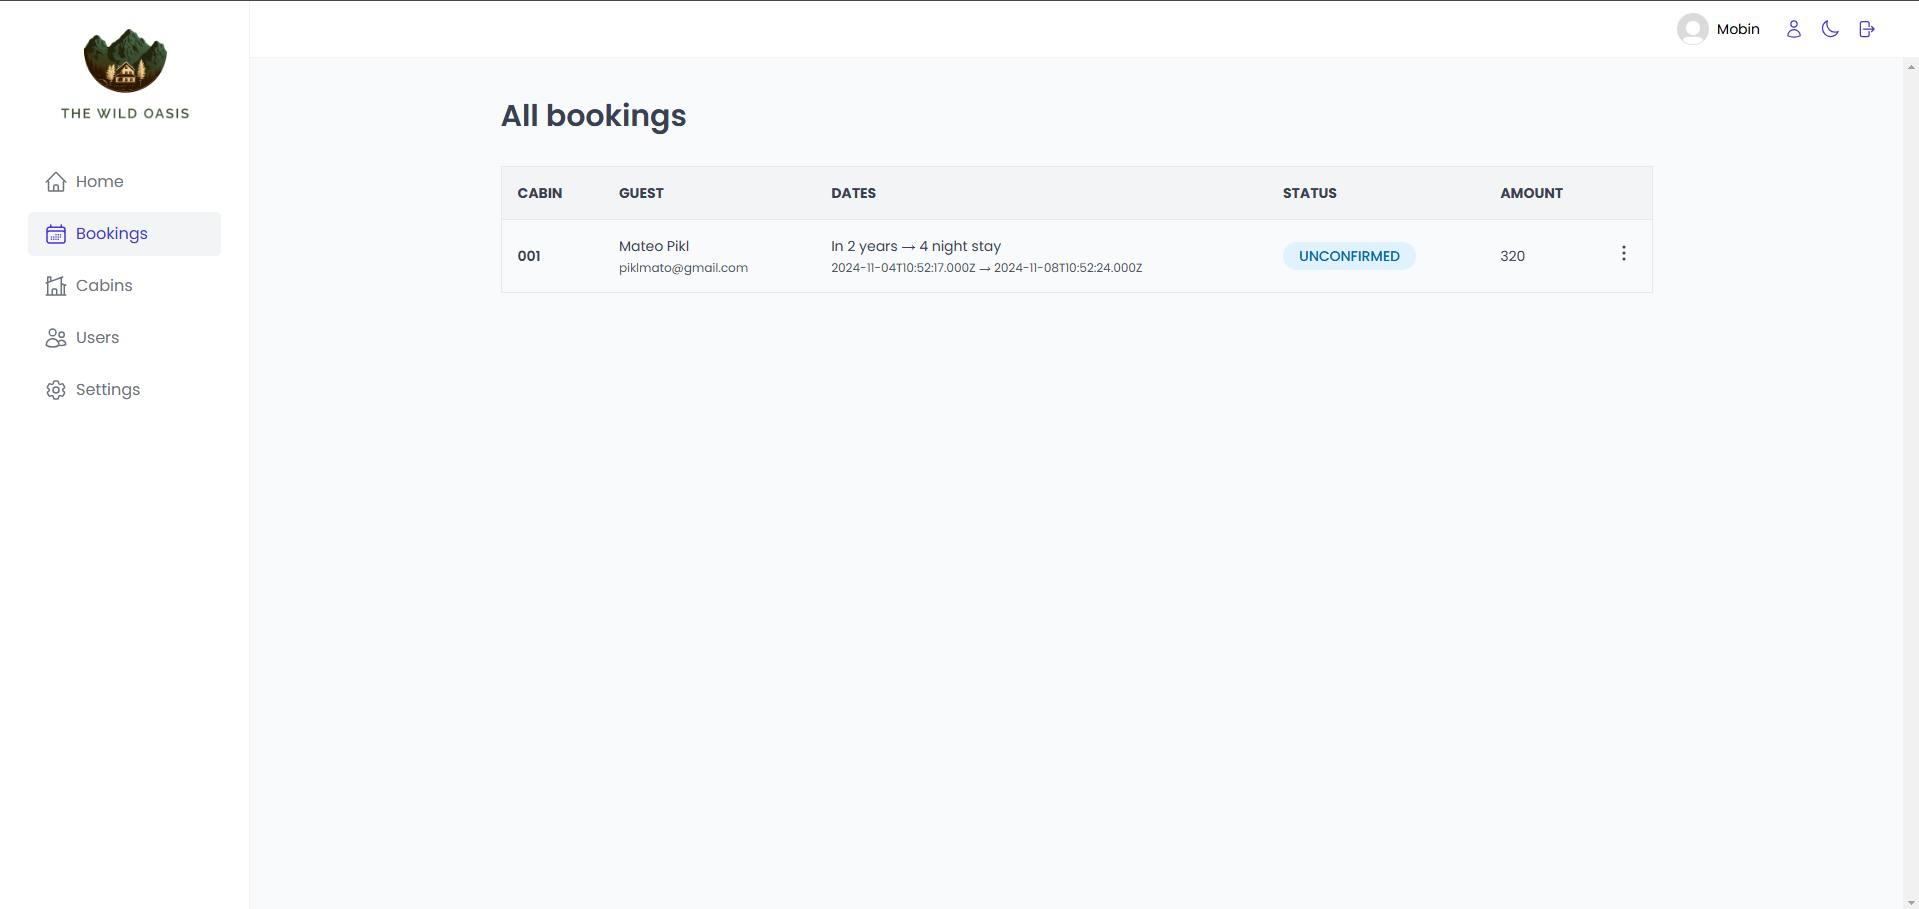 THE WILD OASIS
Home
Bookings
Cabins
Users
Settings
Mobin
All bookings
CABIN GUEST DATES STATUS AMOUNT
001
Mateo Pikl
piklmato@gmail.com
In 2 years → 4 night stay
2024-11-04T10:52:17.000Z → 2024-11-08T10:52:24.000Z
UNCONFIRMED
320